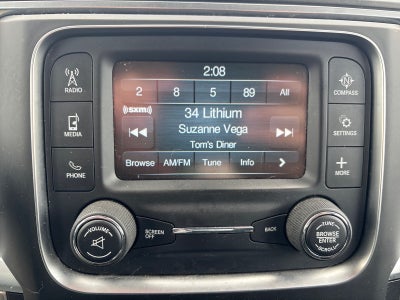 2:08
2 8 5 89 All
RADIO
COMPASS
((sxm))
34 Lithium
MEDIA
Suzanne Vega
SETTINGS
Tom's Diner
Browse AM/FM Tune Info
PHONE
MORE
VOLUME
SCREEN OFF
BACK
TUNE
BROWSE
ENTER
SCROLL